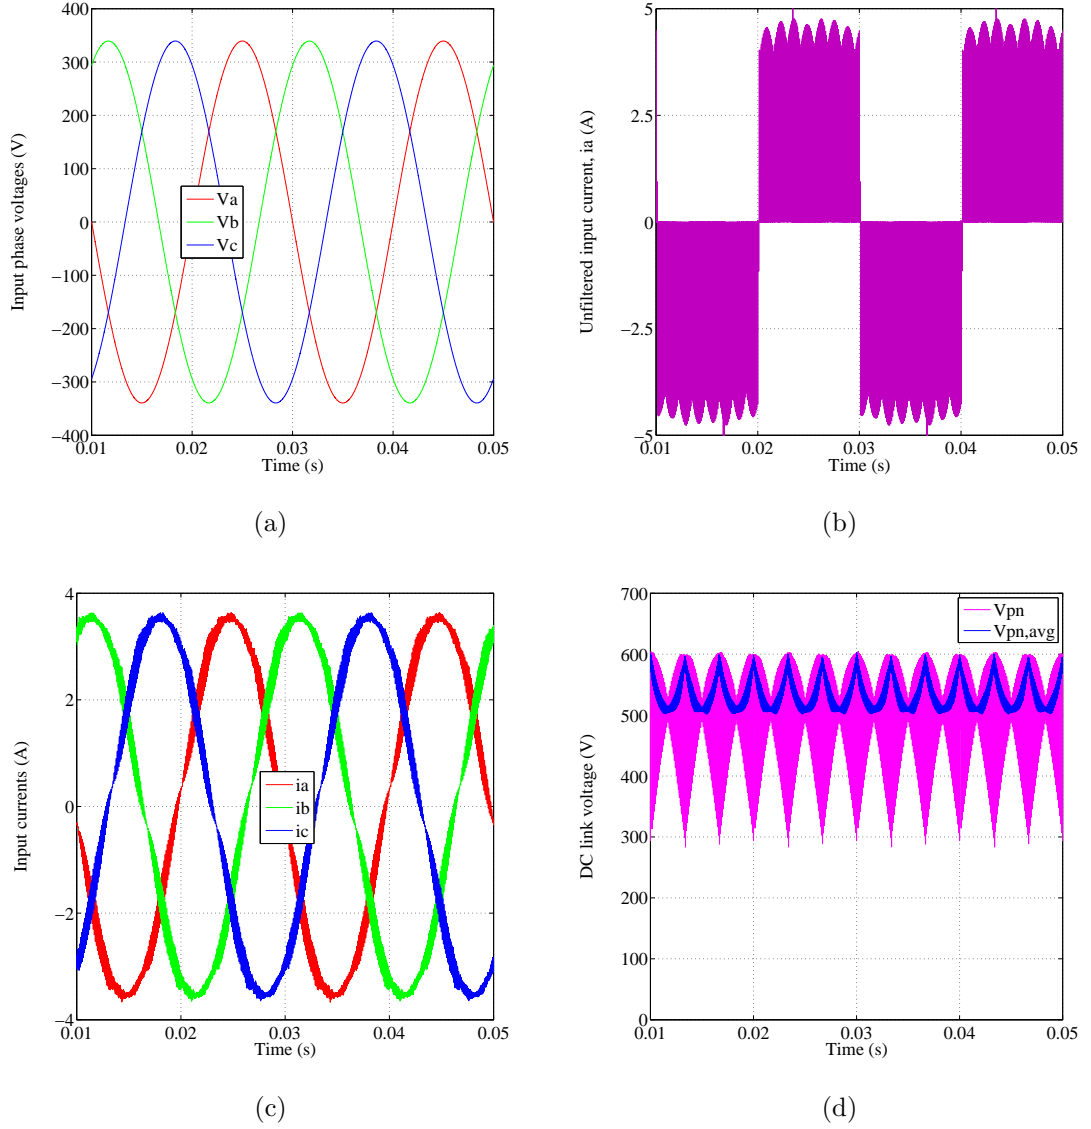 400
300
200
100
0
−100
−200
−300
−400
Input phase voltages (V)
Va
Vb
Vc
0.01 0.02 0.03 0.04 0.05
Time (s)
(a)
5
2.5
0
−2.5
−5
Unfiltered input current, ia (A)
0.01 0.02 0.03 0.04 0.05
Time (s)
(b)
4
2
0
−2
−4
Input currents (A)
ia
ib
ic
0.01 0.02 0.03 0.04 0.05
Time (s)
(c)
700
600
500
400
300
200
100
0
DC link voltage (V)
Vpn
Vpn,avg
0.01 0.02 0.03 0.04 0.05
Time (s)
(d)